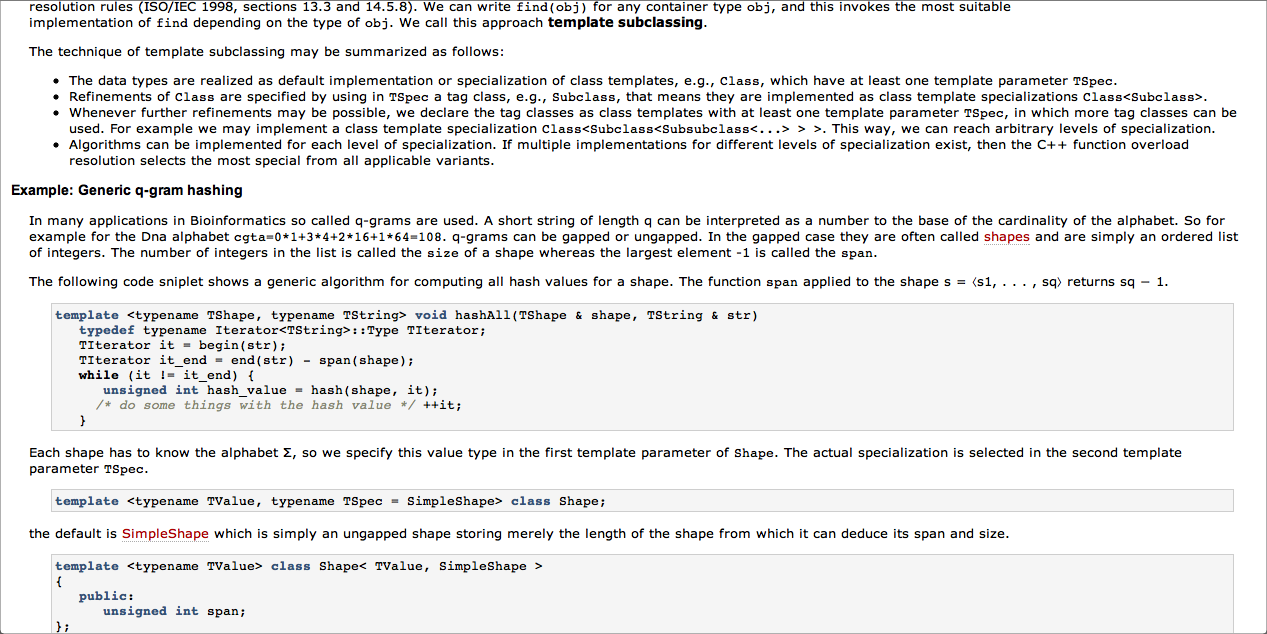 resolution rules (ISO/IEC 1998, sections 13.3 and 14.5.8). We can write find(obj) for any container type obj, and this invokes the most suitable
implementation of find depending on the type of obj. We call this approach template subclassing.
The technique of template subclassing may be summarized as follows:
• The data types are realized as default implementation or specialization of class templates, e.g., Class, which have at least one template parameter TSpec.
• Refinements of Class are specified by using in TSpec a tag class, e.g., Subclass, that means they are implemented as class template specializations Class<Subclass>.
• Whenever further refinements may be possible, we declare the tag classes as class templates with at least one template parameter TSpec, in which more tag classes can be
used. For example we may implement a class template specialization Class<Subclass<Subsubclass<...> > >. This way, we can reach arbitrary levels of specialization.
• Algorithms can be implemented for each level of specialization. If multiple implementations for different levels of specialization exist, then the C++ function overload
resolution selects the most special from all applicable variants.
Example: Generic q-gram hashing
In many applications in Bioinformatics so called q-grams are used. A short string of length q can be interpreted as a number to the base of the cardinality of the alphabet. So for
example for the Dna alphabet cgta=0*1+3*4+2*16+1*64=108. q-grams can be gapped or ungapped. In the gapped case they are often called shapes and are simply an ordered list
of integers. The number of integers in the list is called the size of a shape whereas the largest element -1 is called the span.
The following code sniplet shows a generic algorithm for computing all hash values for a shape. The function span applied to the shape s = ⟨s1, . . . , sq⟩ returns sq − 1.
template <typename TShape, typename TString> void hashAll(TShape & shape, TString & str)
typedef typename Iterator<TString>::Type TIterator;
TIterator it = begin(str);
TIterator it_end = end(str) - span(shape);
while (it != it_end) {
unsigned int hash_value = hash(shape, it);
/* do some things with the hash value */ ++it;
}
Each shape has to know the alphabet Σ, so we specify this value type in the first template parameter of Shape. The actual specialization is selected in the second template
parameter TSpec.
template <typename TValue, typename TSpec = SimpleShape> class Shape;
the default is SimpleShape which is simply an ungapped shape storing merely the length of the shape from which it can deduce its span and size.
template <typename TValue> class Shape< TValue, SimpleShape >
{
public:
unsigned int span;
};